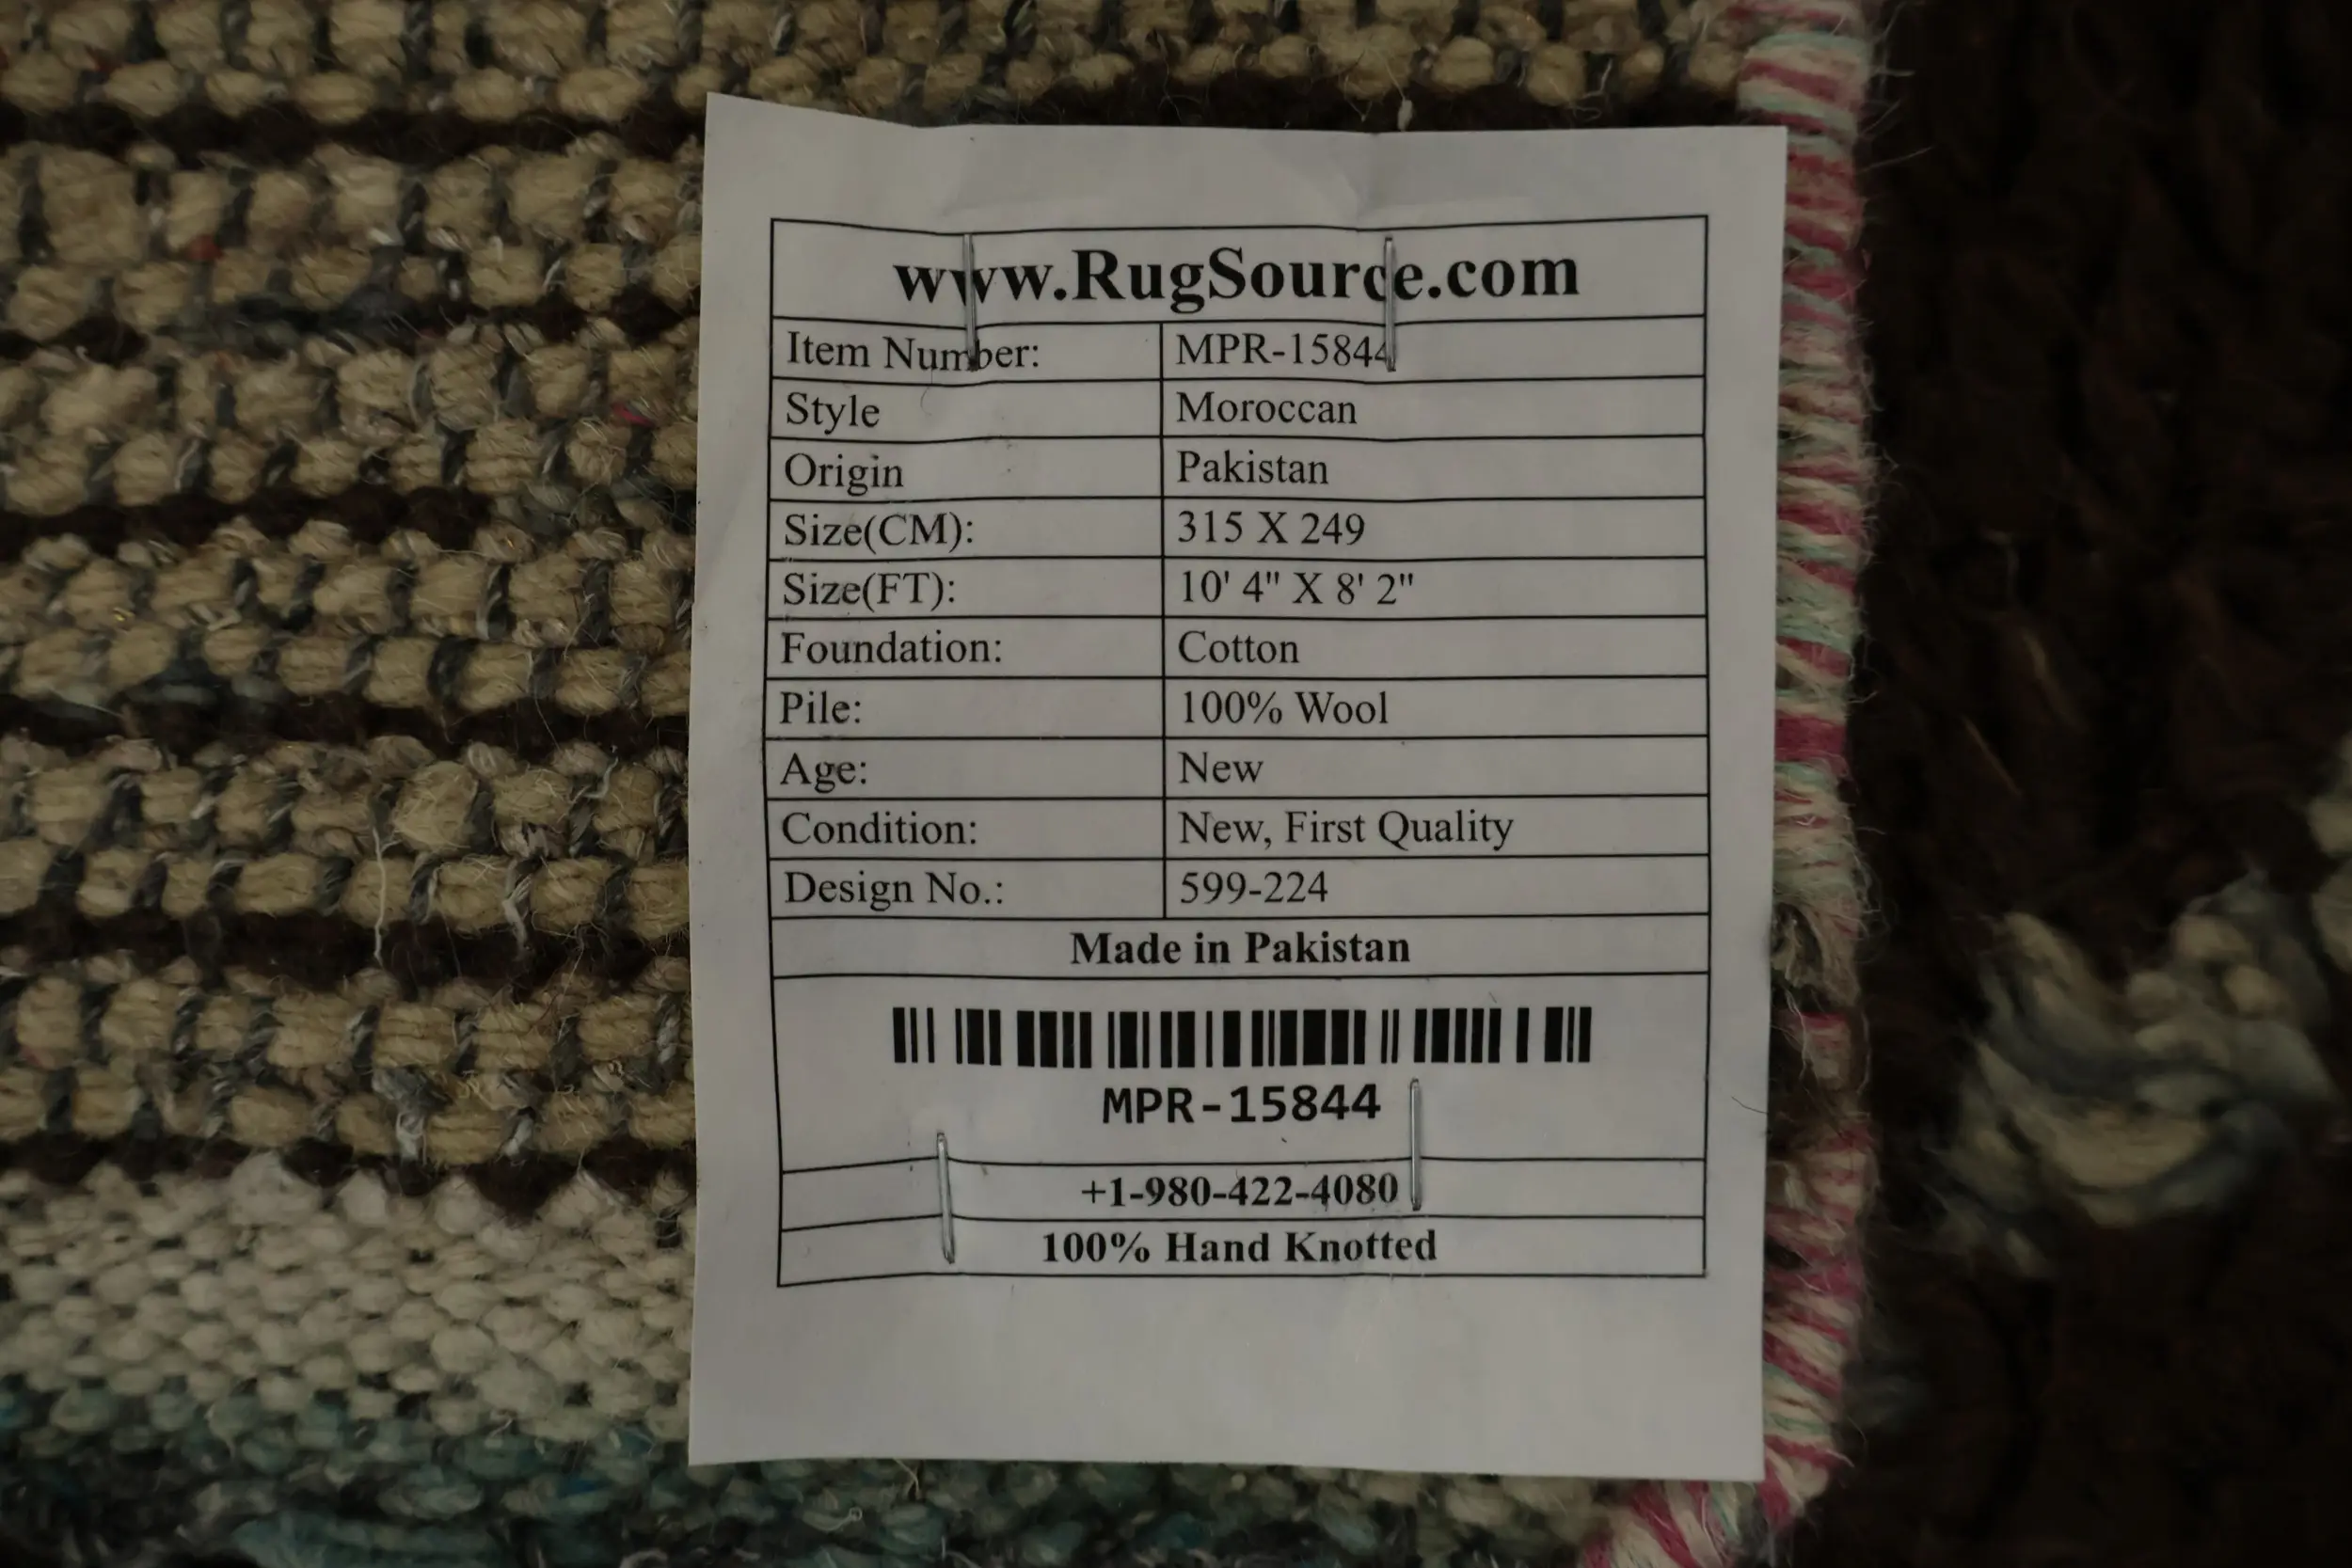 www.RugSource.com
Item Number: MPR-15844
Style Moroccan
Origin Pakistan
Size(CM): 315 X 249
Size(FT): 10' 4" X 8' 2"
Foundation: Cotton
Pile: 100% Wool
Age: New
Condition: New, First Quality
Design No.: 599-224
Made in Pakistan
MPR-15844
+1-980-422-4080
100% Hand Knotted